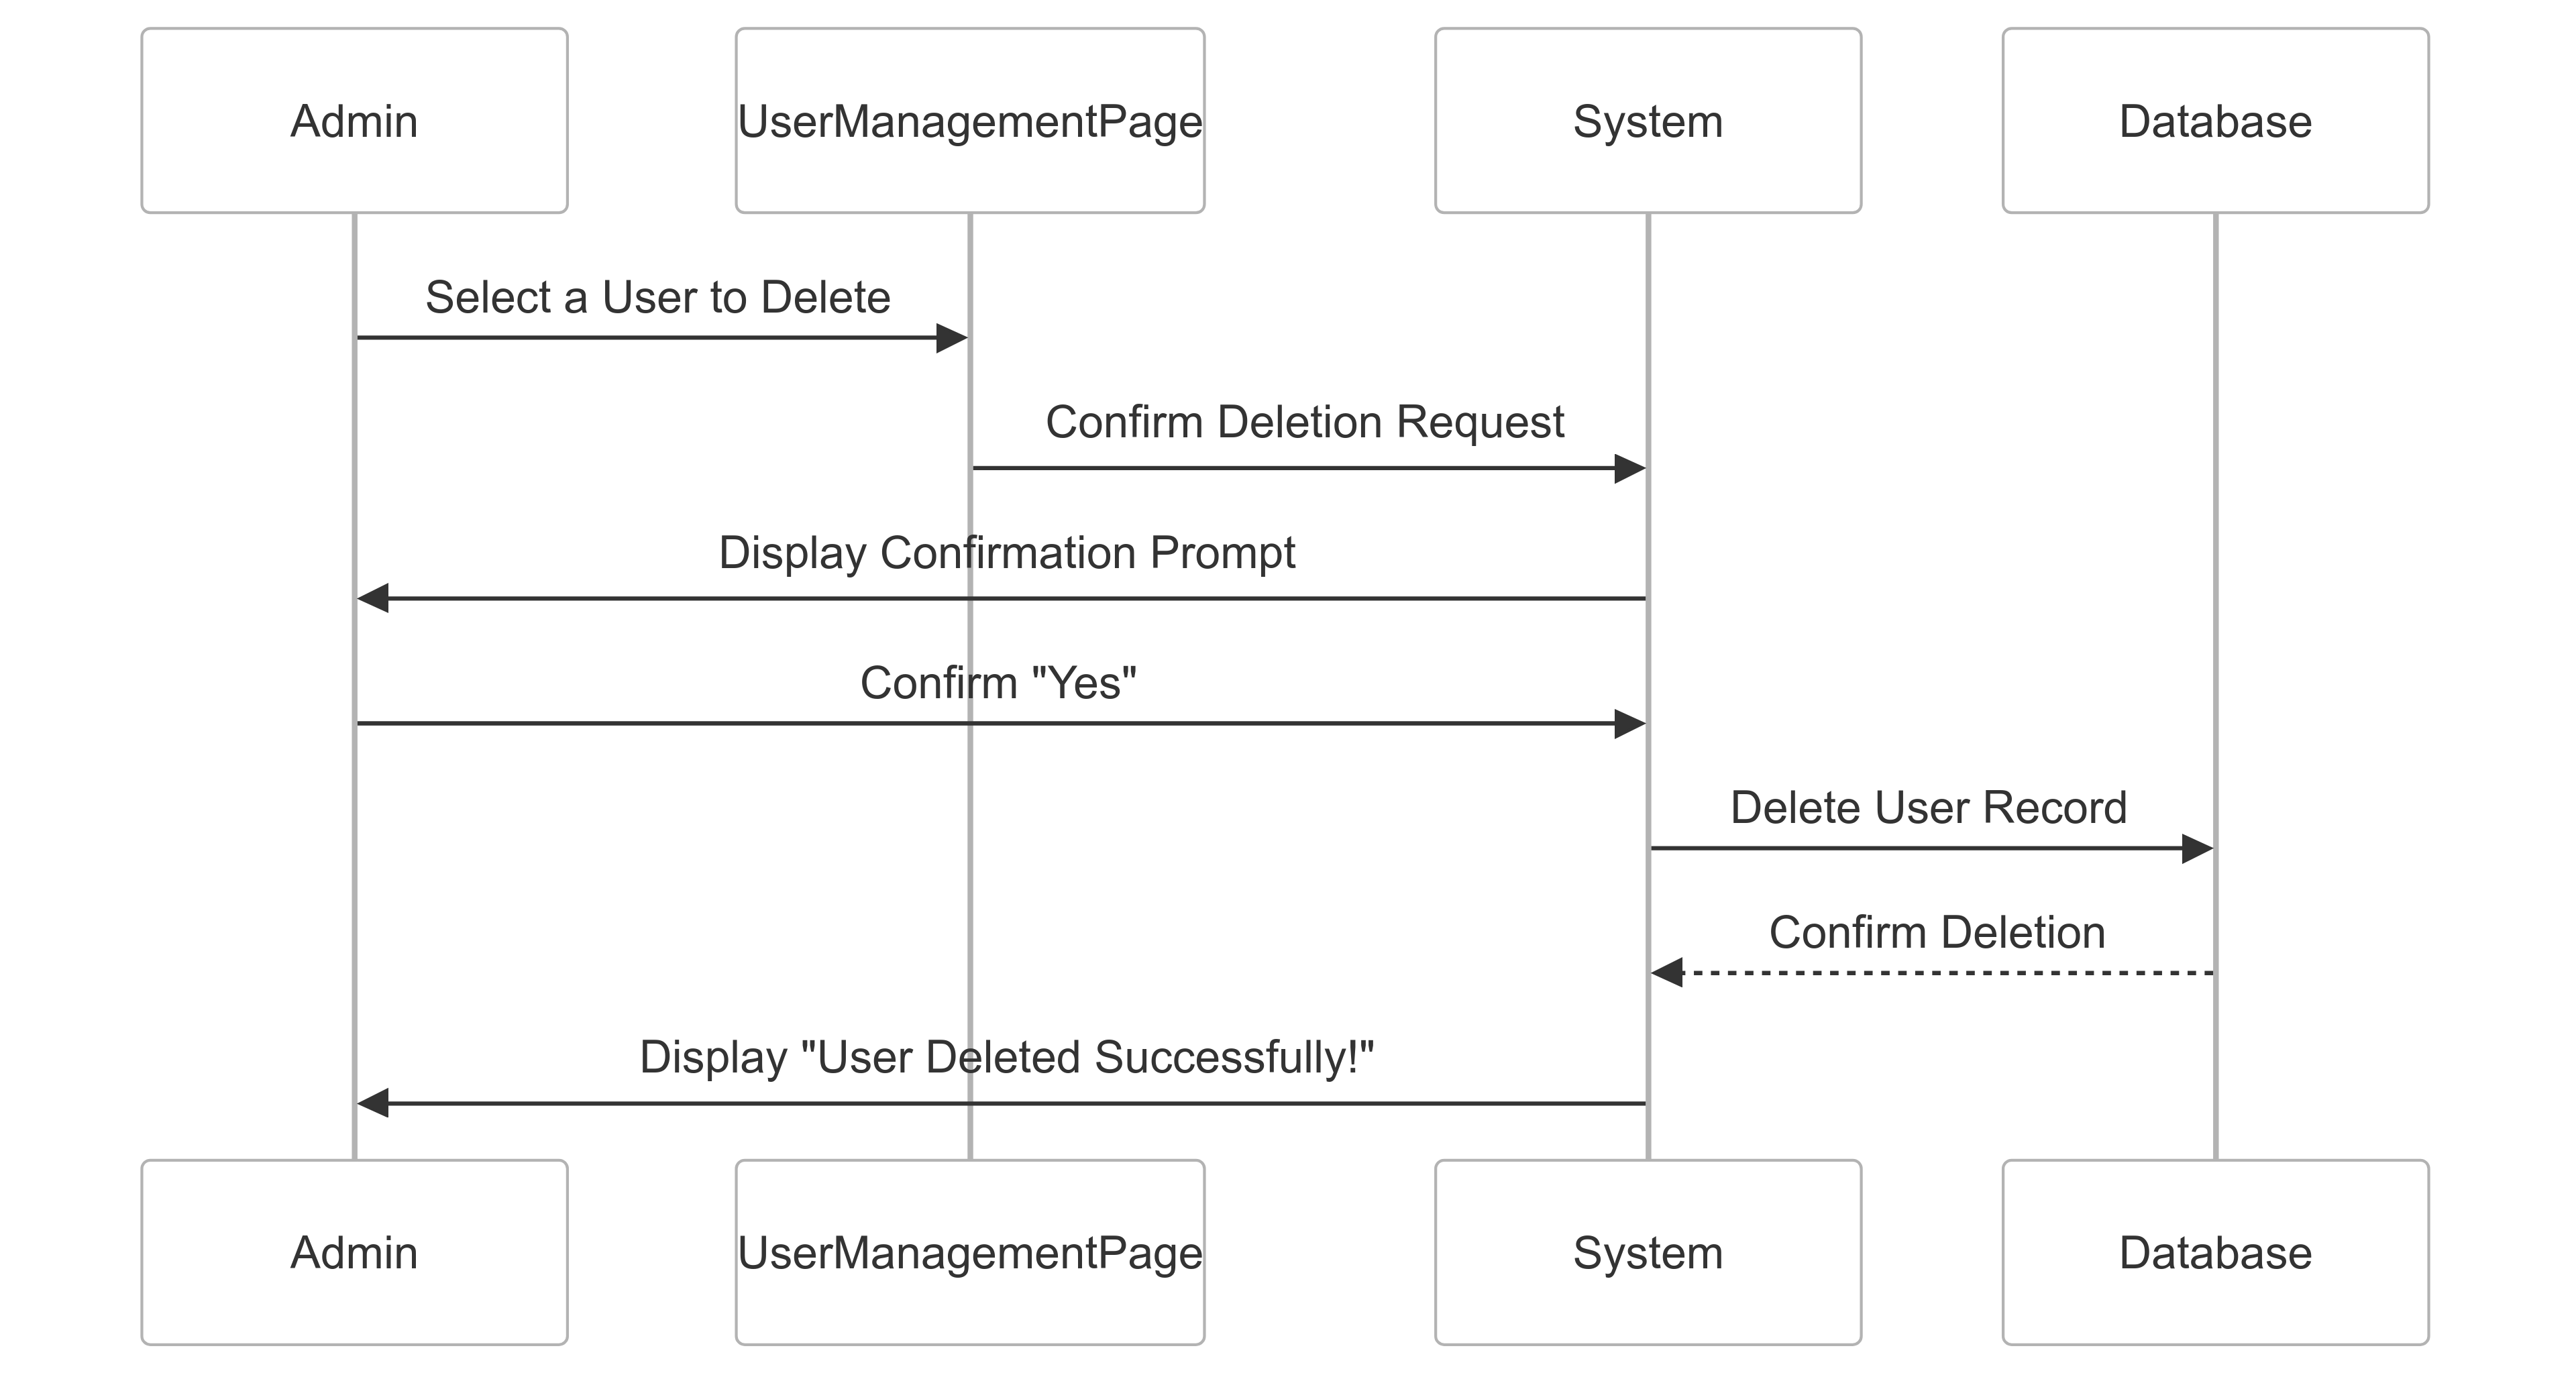 Admin
UserManagementPage
System
Database
Select a User to Delete
Confirm Deletion Request
Display Confirmation Prompt
Confirm "Yes"
Delete User Record
Confirm Deletion
Display "User Deleted Successfully!"
Admin
UserManagementPage
System
Database